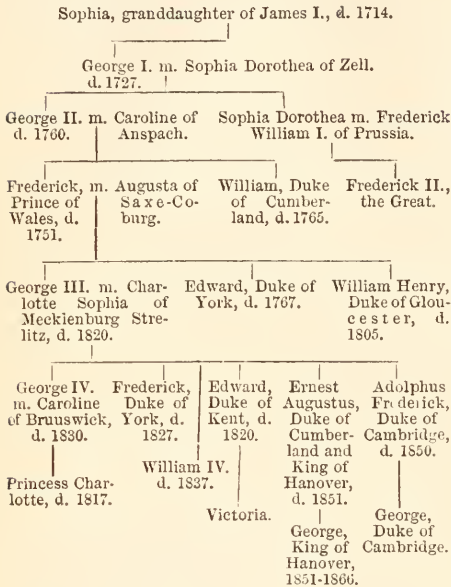 Sophia, granddaughter of James I., d. 1714.
George I. m. Sophia Dorothea of Zell.
d. 1727.
George II. m. Caroline of
d. 1760. Anspach.
Sophia Dorothea m. Frederick
William I. of Prussia.
Frederick, m. Augusta of
Prince of Saxe-Co-
Wales, d. burg.
1751.
William, Duke
of Cumber-
land, d. 1765.
Frederick II.,
the Great.
George III. m. Char-
lotte Sophia of
Mecklenburg Stre-
litz, d. 1820.
Edward, Duke of
York, d. 1767.
William Henry,
Duke of Glou-
cester, d.
1805.
George IV.
m. Caroline
of Brunswick,
d. 1830.
Princess Char-
lotte, d. 1817.
Frederick,
Duke of
York, d.
1827.
William IV.
d. 1837.
Edward,
Duke of
Kent, d.
1820.
Victoria.
Ernest
Augustus,
Duke of
Cumber-
land and
King of
Hanover,
d. 1851.
George,
King of
Hanover,
1851-1866.
Adolphus
Frederick,
Duke of
Cambridge,
d. 1850.
George,
Duke of
Cambridge.